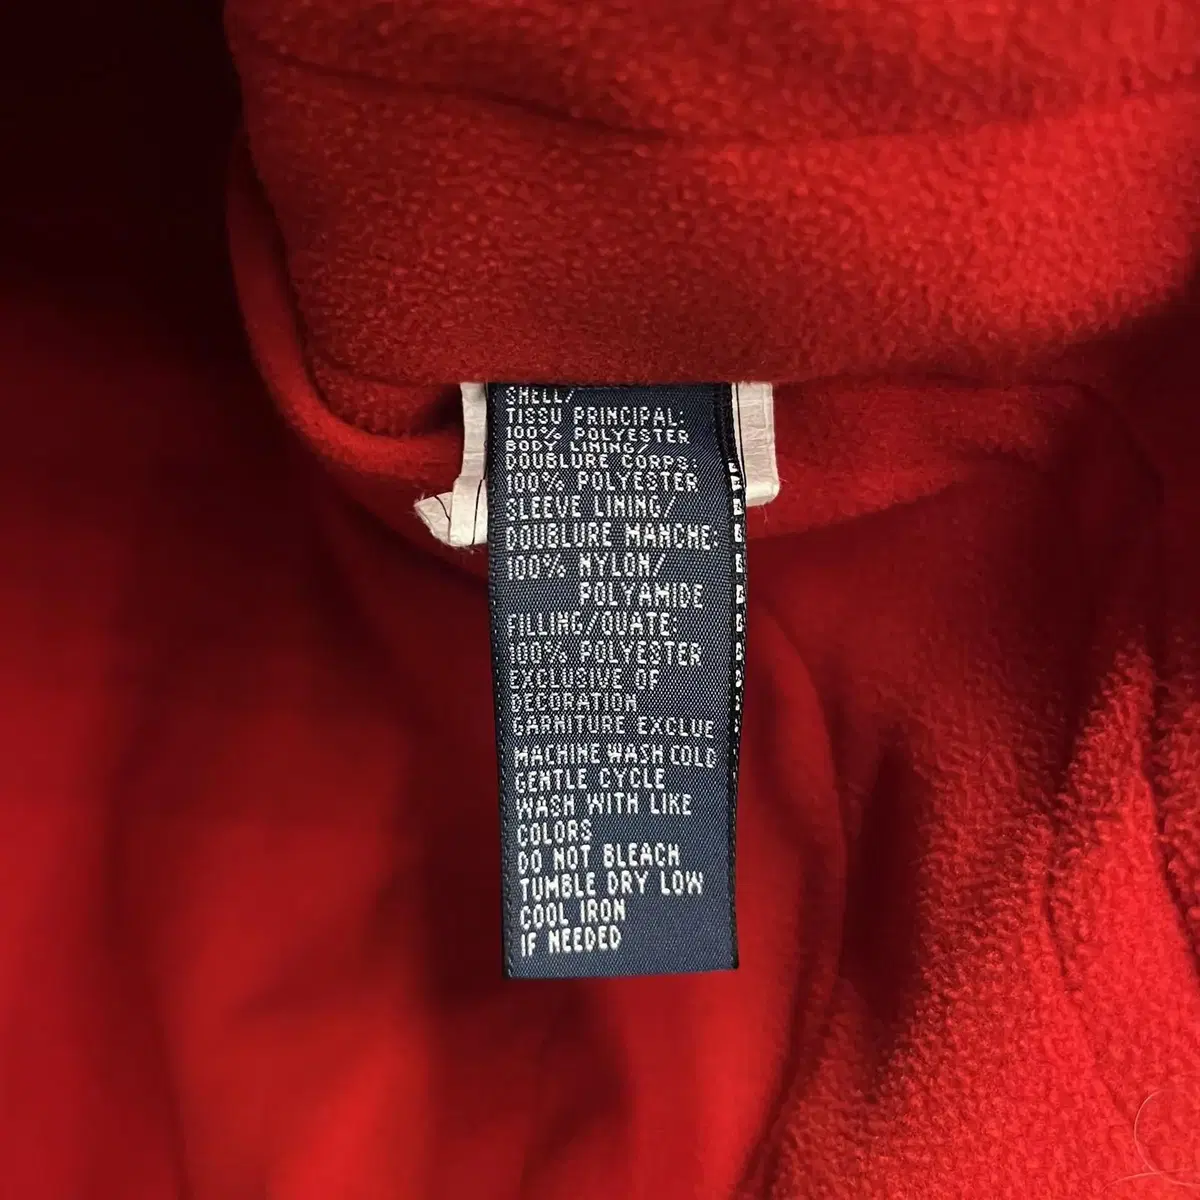 SHELL/
TISSU PRINCIPAL:
100% POLYESTER
BODY LINING/
DOUBLURE CORPS:
100% POLYESTER
SLEEVE LINING/
DOUBLURE MANCHE:
100% NYLON/
POLYAMIDE
FILLING/OUATE:
100% POLYESTER
EXCLUSIVE OF
DECORATION
GARNITURE EXCLUE
MACHINE WASH COLD
GENTLE CYCLE
WASH WITH LIKE
COLORS
DO NOT BLEACH
TUMBLE DRY LOW
COOL IRON
IF NEEDED